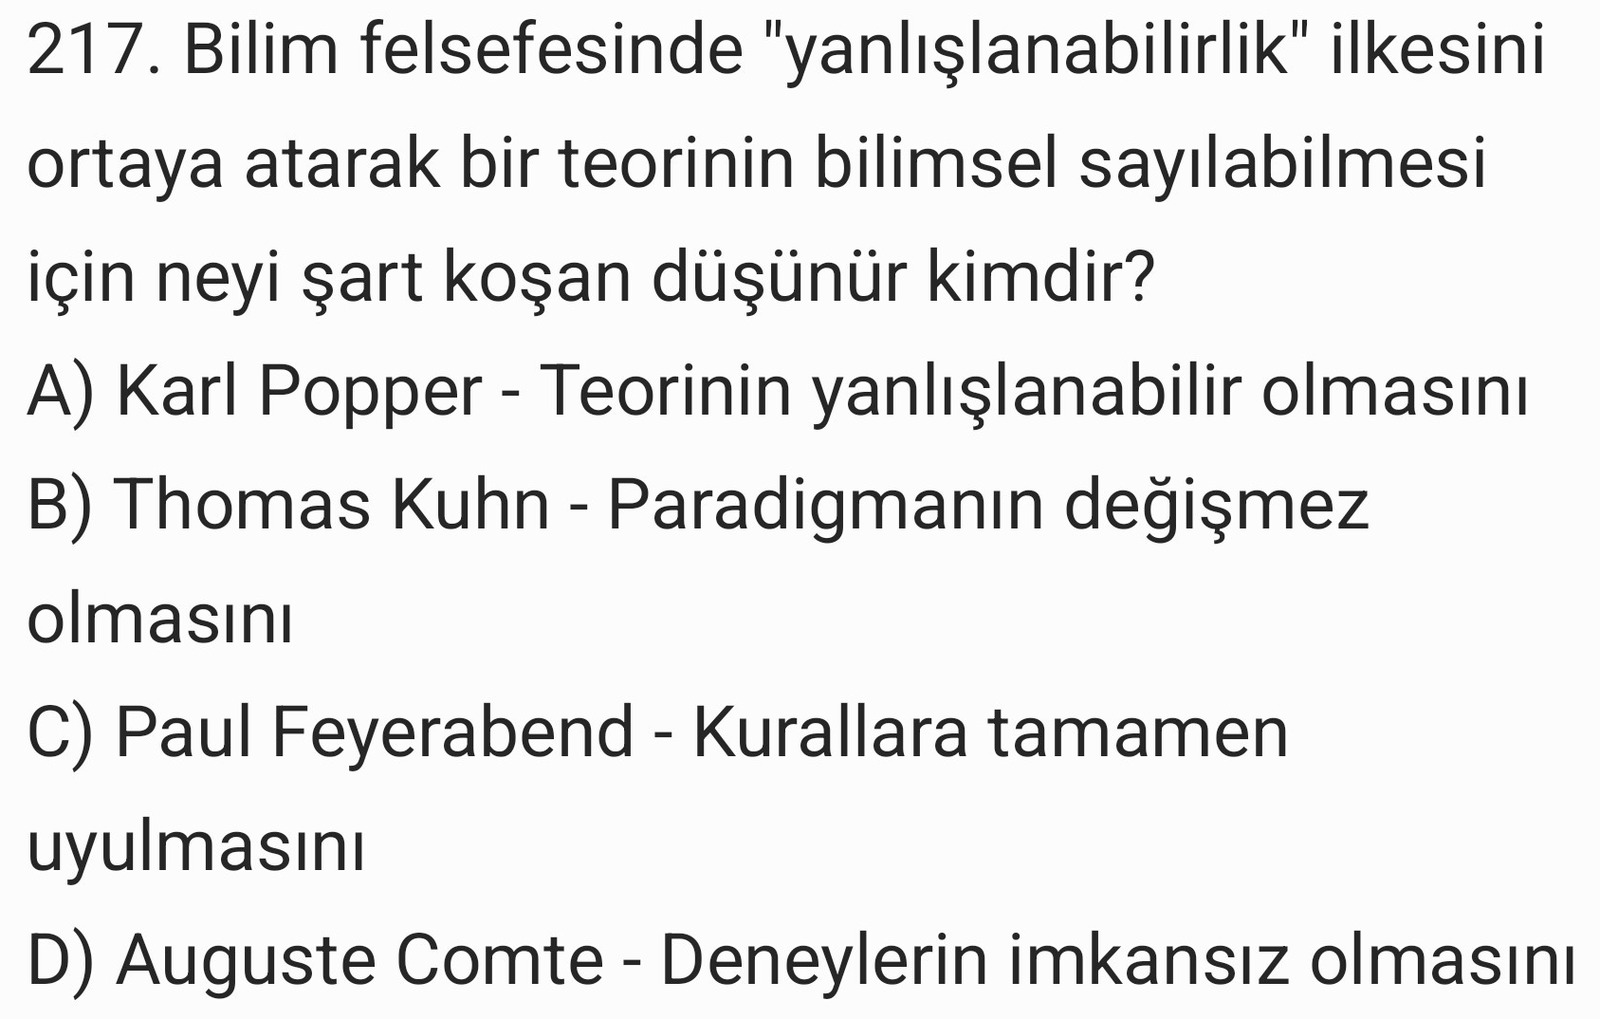 217. Bilim felsefesinde "yanlışlanabilirlik" ilkesini
ortaya atarak bir teorinin bilimsel sayılabilmesi
için neyi şart koşan düşünür kimdir?
A) Karl Popper - Teorinin yanlışlanabilir olmasını
B) Thomas Kuhn - Paradigmanın değişmez
olmasını
C) Paul Feyerabend - Kurallara tamamen
uyulmasını
D) Auguste Comte - Deneylerin imkansız olmasını